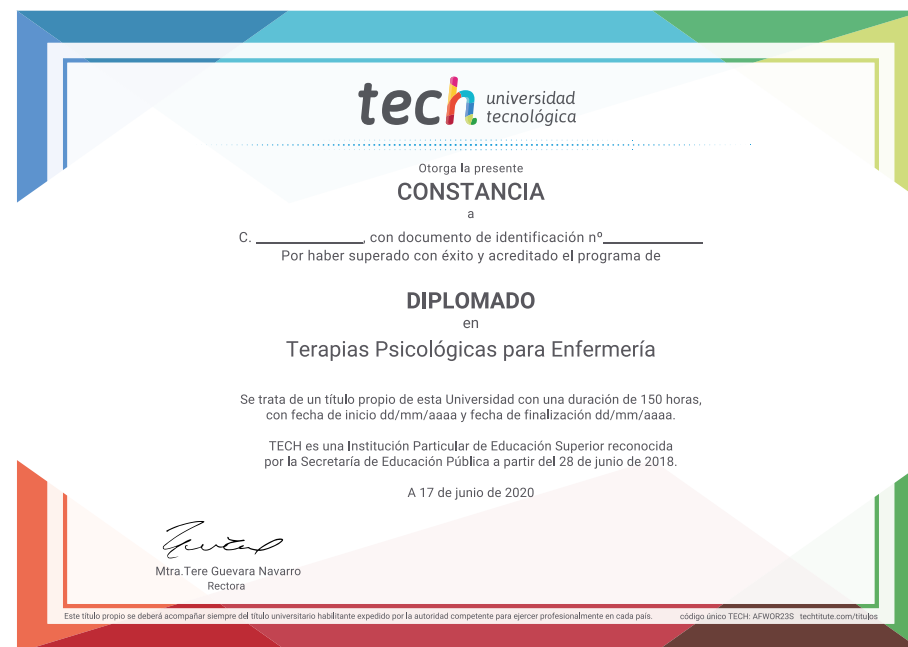 tech universidad
tecnológica
Otorga la presente
CONSTANCIA
a
C. ____________, con documento de identificación nº____________
Por haber superado con éxito y acreditado el programa de
DIPLOMADO
en
Terapias Psicológicas para Enfermería
Se trata de un título propio de esta Universidad con una duración de 150 horas,
con fecha de inicio dd/mm/aaaa y fecha de finalización dd/mm/aaaa.
TECH es una Institución Particular de Educación Superior reconocida
por la Secretaría de Educación Pública a partir del 28 de junio de 2018.
A 17 de junio de 2020
Mtra.Tere Guevara Navarro
Rectora
Este título propio se deberá acompañar siempre del título universitario habilitante expedido por la autoridad competente para ejercer profesionalmente en cada país. código único TECH: AFWOR23S techtitute.com/titulos